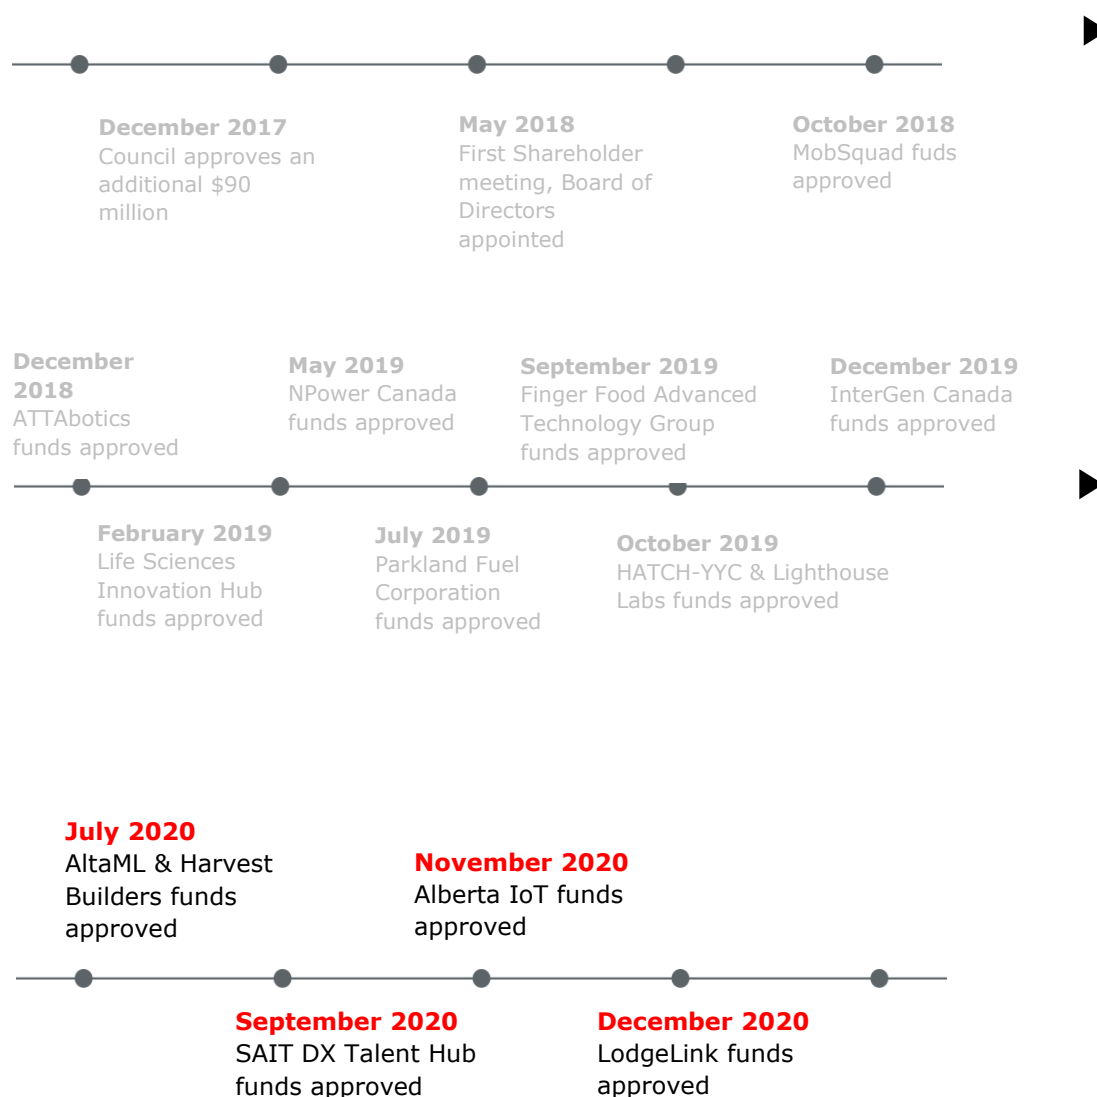 December 2017
Council approves an
additional $90
million
May 2018
First Shareholder
meeting, Board of
Directors
appointed
October 2018
MobSquad fuds
approved
December
2018
ATTAbotics
funds approved
May 2019
NPower Canada
funds approved
September 2019
Finger Food Advanced
Technology Group
funds approved
December 2019
InterGen Canada
funds approved
February 2019
Life Sciences
Innovation Hub
funds approved
July 2019
Parkland Fuel
Corporation
funds approved
October 2019
HATCH-YYC & Lighthouse
Labs funds approved
July 2020
AltaML & Harvest
Builders funds
approved
November 2020
Alberta IoT funds
approved
September 2020
SAIT DX Talent Hub
funds approved
December 2020
LodgeLink funds
approved